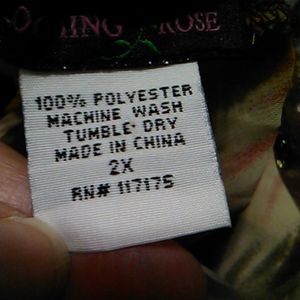 ROSE
100% POLYESTER
MACHINE WASH
TUMBLE-DRY
MADE IN CHINA
2X
RN# 117175